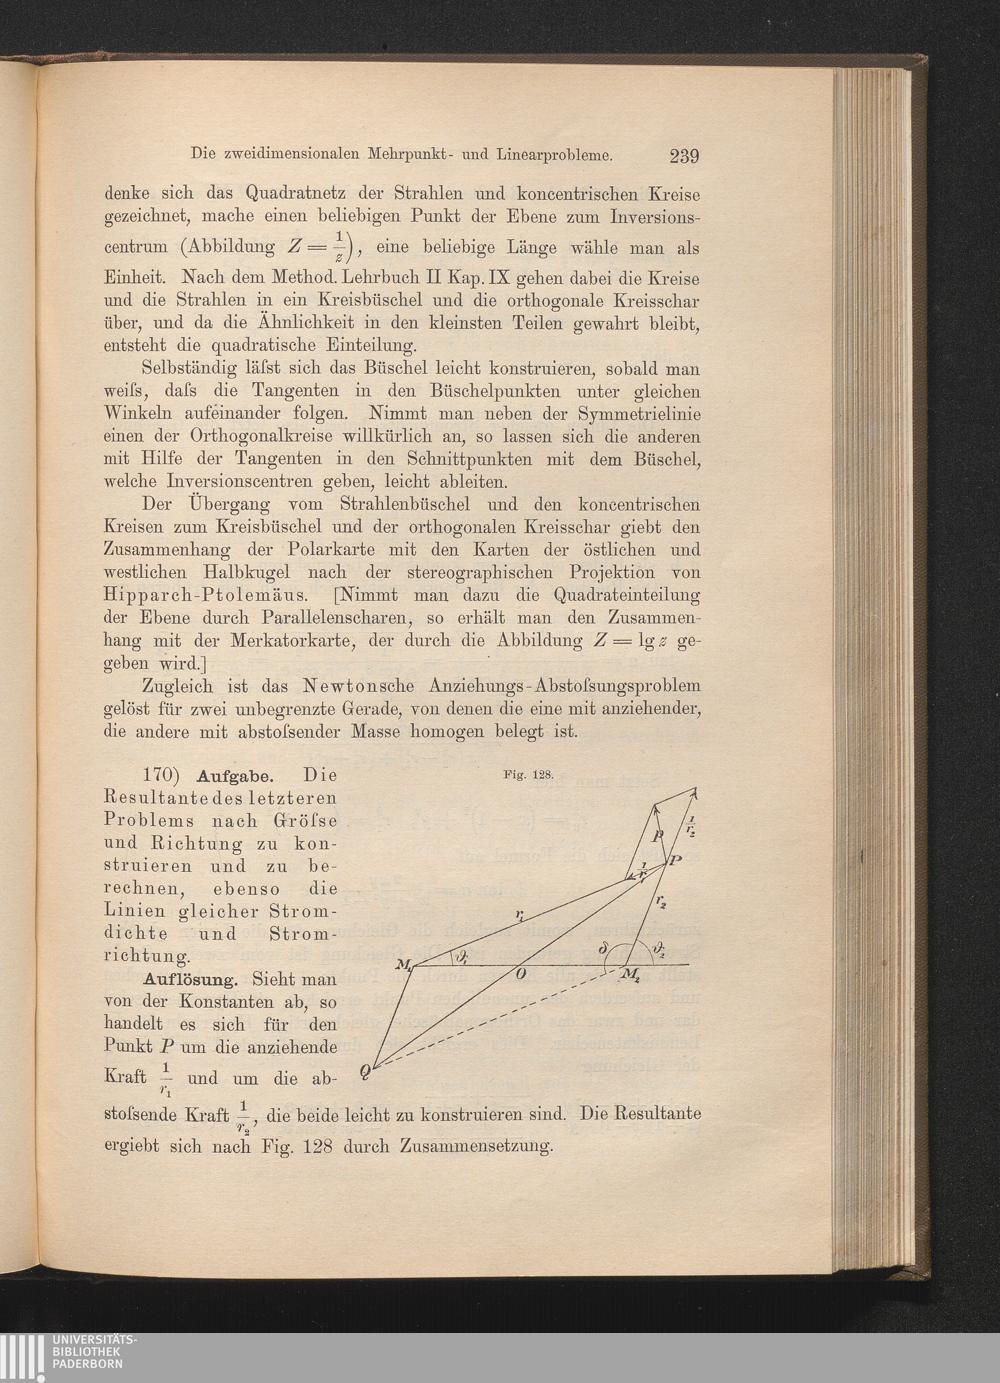 Die zweidimensionalen Mehrpunkt- und Linearprobleme. 239
denke sich das Quadratnetz der Strahlen und koncentrischen Kreise
gezeichnet, mache einen beliebigen Punkt der Ebene zum Inversions-
centrum (Abbildung Z = 1/z), eine beliebige Länge wähle man als
Einheit. Nach dem Method. Lehrbuch II Kap. IX gehen dabei die Kreise
und die Strahlen in ein Kreisbüschel und die orthogonale Kreisschar
über, und da die Ähnlichkeit in den kleinsten Teilen gewahrt bleibt,
entsteht die quadratische Einteilung.
Selbständig läſst sich das Büschel leicht konstruieren, sobald man
weiſs, daſs die Tangenten in den Büschelpunkten unter gleichen
Winkeln aufeinander folgen. Nimmt man neben der Symmetrielinie
einen der Orthogonalkreise willkürlich an, so lassen sich die anderen
mit Hilfe der Tangenten in den Schnittpunkten mit dem Büschel,
welche Inversionscentren geben, leicht ableiten.
Der Übergang vom Strahlenbüschel und den koncentrischen
Kreisen zum Kreisbüschel und der orthogonalen Kreisschar giebt den
Zusammenhang der Polarkarte mit den Karten der östlichen und
westlichen Halbkugel nach der stereographischen Projektion von
Hipparch-Ptolemäus. [Nimmt man dazu die Quadrateinteilung
der Ebene durch Parallelenscharen, so erhält man den Zusammen-
hang mit der Merkatorkarte, der durch die Abbildung Z = lg z ge-
geben wird.]
Zugleich ist das Newtonsche Anziehungs-Abstoſsungsproblem
gelöst für zwei unbegrenzte Gerade, von denen die eine mit anziehender,
die andere mit abstoſsender Masse homogen belegt ist.
170) Aufgabe. Die
Resultante des letzteren
Problems nach Gröſse
und Richtung zu kon-
struieren und zu be-
rechnen, ebenso die
Linien gleicher Strom-
dichte und Strom-
richtung.
Auflösung. Sieht man
von der Konstanten ab, so
handelt es sich für den
Punkt P um die anziehende
Kraft 1/r₁ und um die ab-
stoſsende Kraft 1/r₂, die beide leicht zu konstruieren sind. Die Resultante
ergiebt sich nach Fig. 128 durch Zusammensetzung.
Fig. 128.
1/r₂
p
P
1/r₁
r₂
r₁
δ
ϑ₂
ϑ₁
M₁
O
M₂
Q
UNIVERSITÄTS-
BIBLIOTHEK
PADERBORN